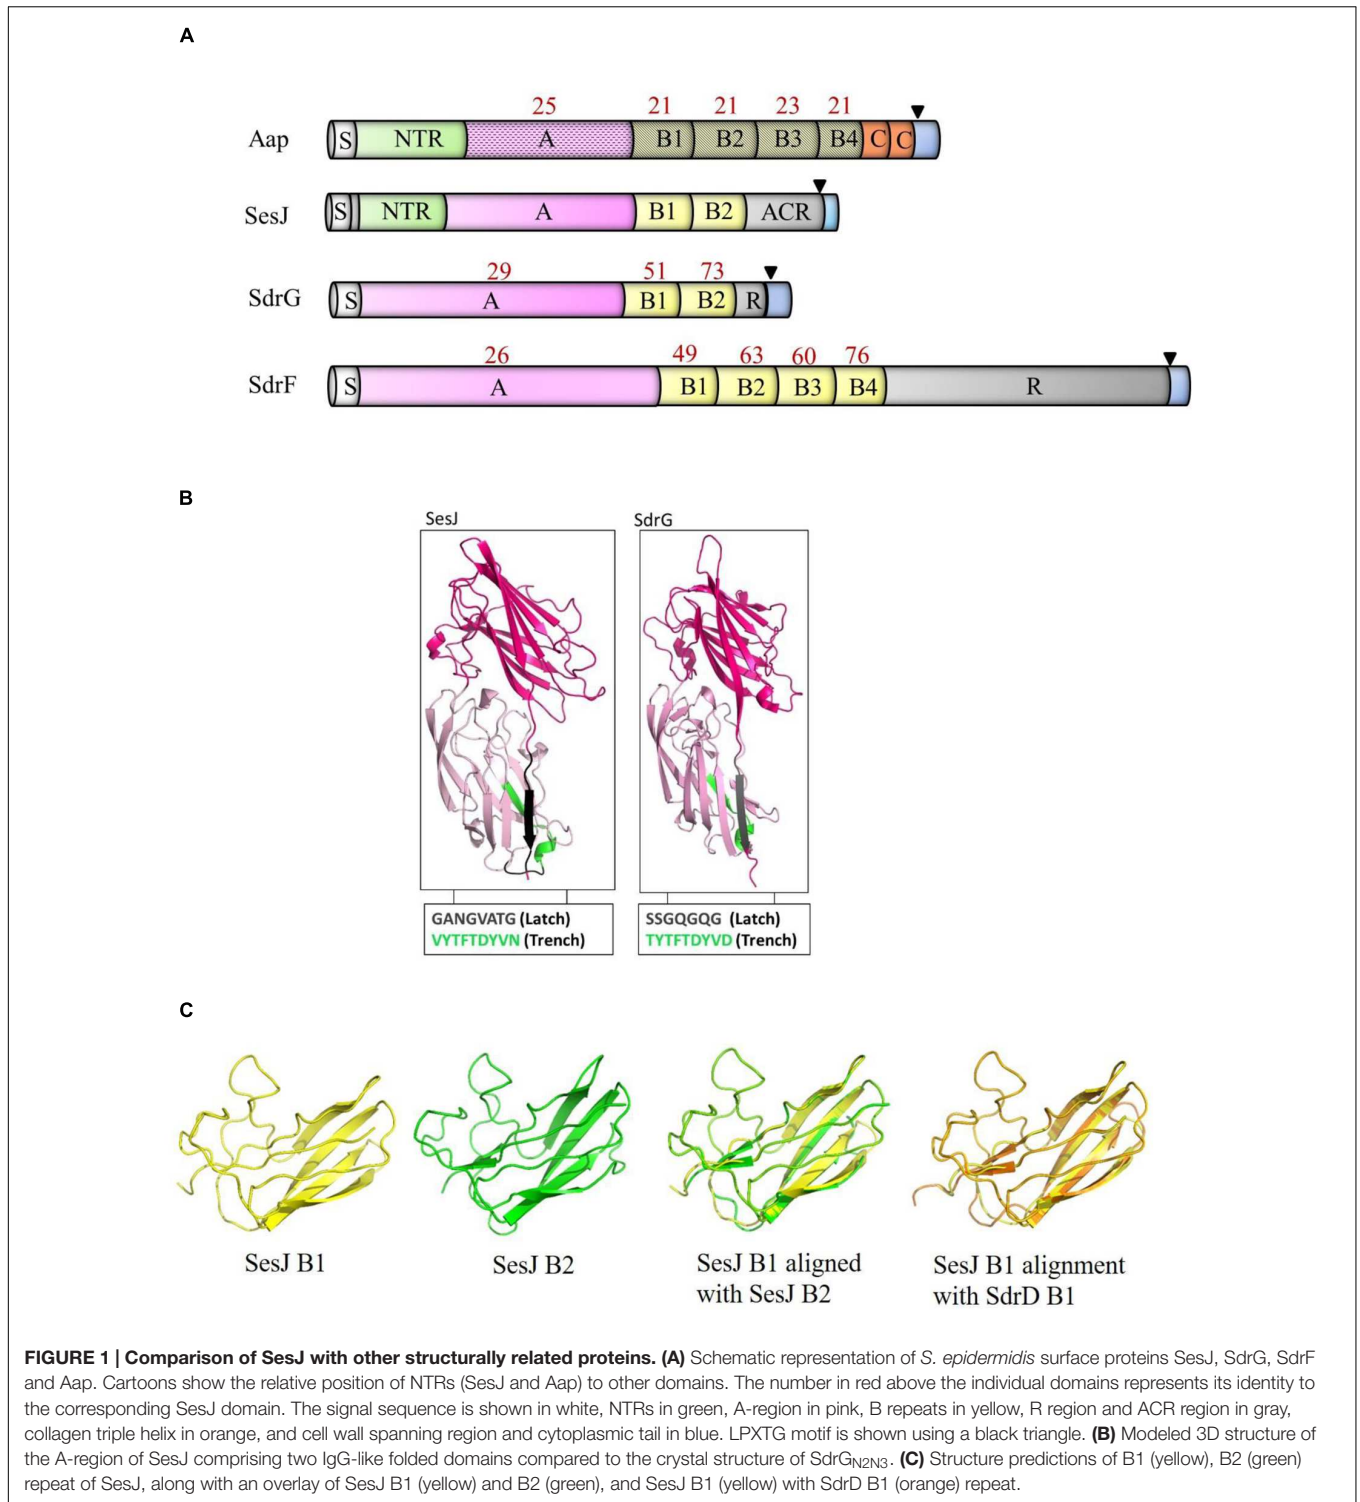 A
25 21 21 23 21
Aap S NTR A B1 B2 B3 B4 C C
SesJ S NTR A B1 B2 ACR
29 51 73
SdrG S A B1 B2 R
26 49 63 60 76
SdrF S A B1 B2 B3 B4 R
B
SesJ SdrG
GANGVATG (Latch) SSGQGQG (Latch)
VYTFTDYVN (Trench) TYTFTDYVD (Trench)
C
SesJ B1 SesJ B2 SesJ B1 aligned SesJ B1 alignment
with SesJ B2 with SdrD B1
FIGURE 1 | Comparison of SesJ with other structurally related proteins. (A) Schematic representation of S. epidermidis surface proteins SesJ, SdrG, SdrF
and Aap. Cartoons show the relative position of NTRs (SesJ and Aap) to other domains. The number in red above the individual domains represents its identity to
the corresponding SesJ domain. The signal sequence is shown in white, NTRs in green, A-region in pink, B repeats in yellow, R region and ACR region in gray,
collagen triple helix in orange, and cell wall spanning region and cytoplasmic tail in blue. LPXTG motif is shown using a black triangle. (B) Modeled 3D structure of
the A-region of SesJ comprising two IgG-like folded domains compared to the crystal structure of SdrGN2N3. (C) Structure predictions of B1 (yellow), B2 (green)
repeat of SesJ, along with an overlay of SesJ B1 (yellow) and B2 (green), and SesJ B1 (yellow) with SdrD B1 (orange) repeat.